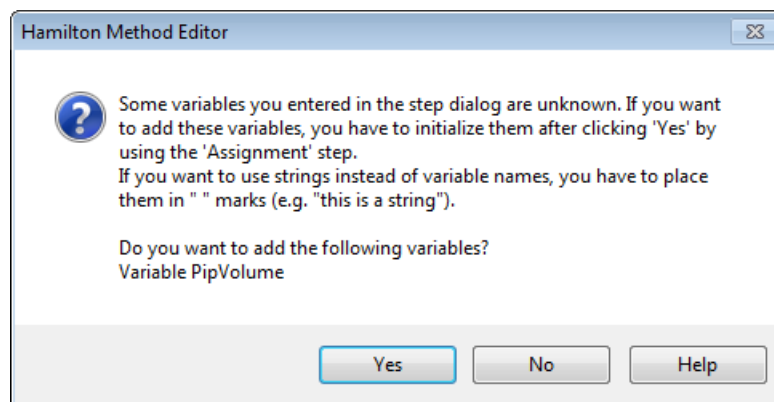 Hamilton Method Editor
Some variables you entered in the step dialog are unknown. If you want
to add these variables, you have to initialize them after clicking 'Yes' by
using the 'Assignment' step.
If you want to use strings instead of variable names, you have to place
them in " " marks (e.g. "this is a string").
Do you want to add the following variables?
Variable PipVolume
Yes No Help